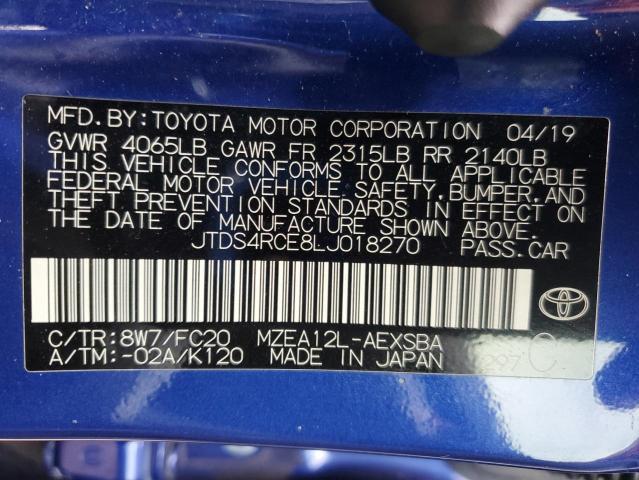 MFD. BY: TOYOTA MOTOR CORPORATION 04/19
GVWR 4065LB GAWR FR 2315LB RR 2140LB
THIS VEHICLE CONFORMS TO ALL APPLICABLE
FEDERAL MOTOR VEHICLE SAFETY, BUMPER, AND
THEFT PREVENTION STANDARDS IN EFFECT ON
THE DATE OF MANUFACTURE SHOWN ABOVE.
JTDS4RCE8LJ018270 PASS.CAR
C/TR:8W7/FC20 MZEA12L-AEXSBA
A/TM:-02A/K120 MADE IN JAPAN 297 C
TOYOTA